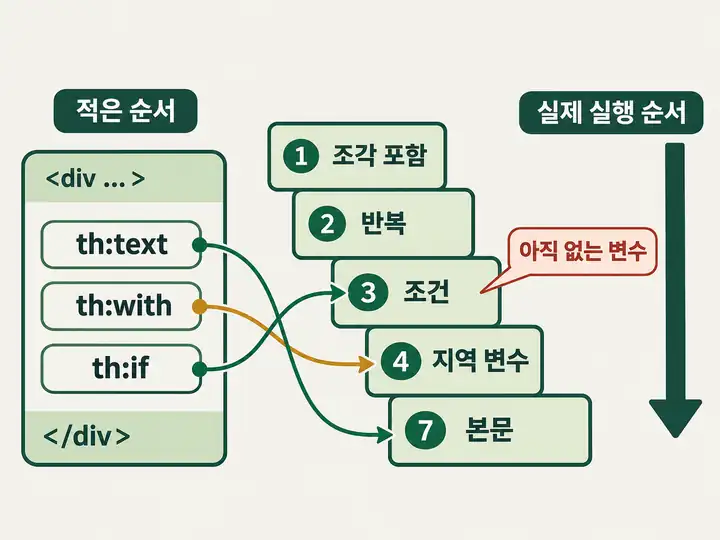 적은 순서
<div ... >
th:text
th:with
th:if
</div>
1 조각 포함
2 반복
3 조건
4 지역 변수
7 본문
아직 없는 변수
실제 실행 순서